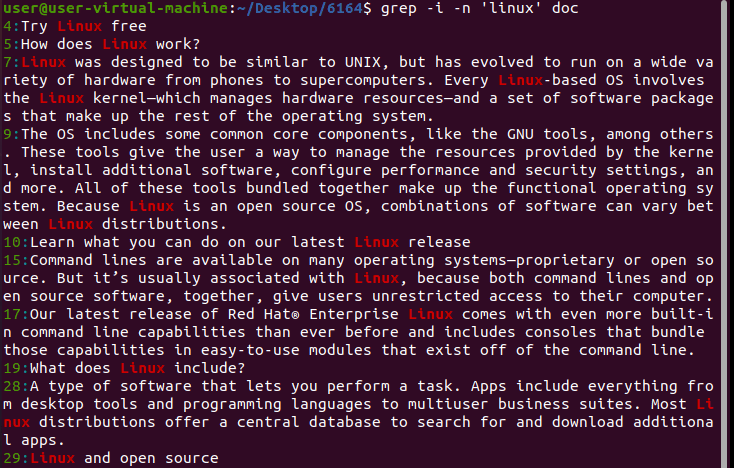 user@user-virtual-machine:~/Desktop/6164$ grep -i -n 'linux' doc
4:Try Linux free
5:How does Linux work?
7:Linux was designed to be similar to UNIX, but has evolved to run on a wide va
riety of hardware from phones to supercomputers. Every Linux-based OS involves
the Linux kernel—which manages hardware resources—and a set of software package
s that make up the rest of the operating system.
9:The OS includes some common core components, like the GNU tools, among others
. These tools give the user a way to manage the resources provided by the kerne
l, install additional software, configure performance and security settings, an
d more. All of these tools bundled together make up the functional operating sy
stem. Because Linux is an open source OS, combinations of software can vary bet
ween Linux distributions.
10:Learn what you can do on our latest Linux release
15:Command lines are available on many operating systems—proprietary or open so
urce. But it’s usually associated with Linux, because both command lines and op
en source software, together, give users unrestricted access to their computer.
17:Our latest release of Red Hat® Enterprise Linux comes with even more built-i
n command line capabilities than ever before and includes consoles that bundle
those capabilities in easy-to-use modules that exist off of the command line.
19:What does Linux include?
28:A type of software that lets you perform a task. Apps include everything fro
m desktop tools and programming languages to multiuser business suites. Most Li
nux distributions offer a central database to search for and download additiona
l apps.
29:Linux and open source